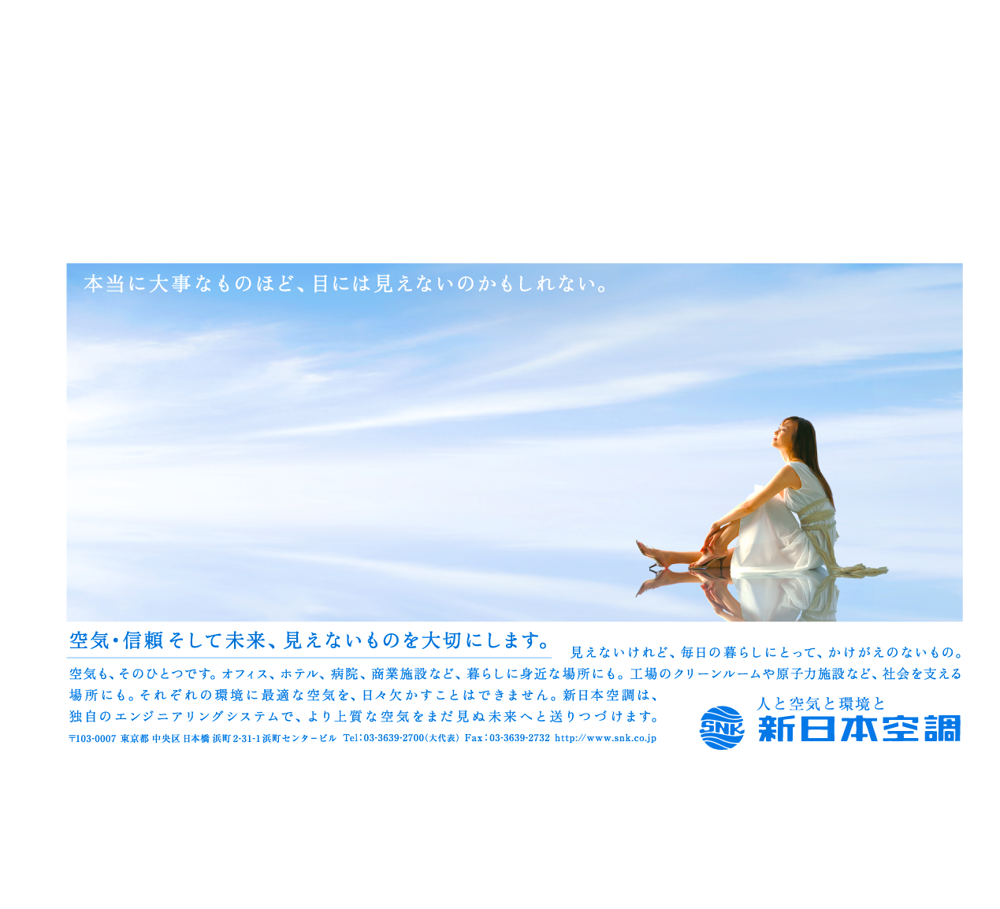 本当に大事なものほど、目には見えないのかもしれない。
空気・信頼そして未来、見えないものを大切にします。
見えないけれど、毎日の暮らしにとって、かけがえのないもの。
空気も、そのひとつです。オフィス、ホテル、病院、商業施設など、暮らしに身近な場所にも。工場のクリーンルームや原子力施設など、社会を支える
場所にも。それぞれの環境に最適な空気を、日々欠かすことはできません。新日本空調は、
独自のエンジニアリングシステムで、より上質な空気をまだ見ぬ未来へと送りつづけます。
〒103-0007 東京都 中央区 日本橋 浜町 2-31-1 浜町センタービル Tel:03-3639-2700(大代表) Fax:03-3639-2732 http://www.snk.co.jp
人と空気と環境と
SNK 新日本空調